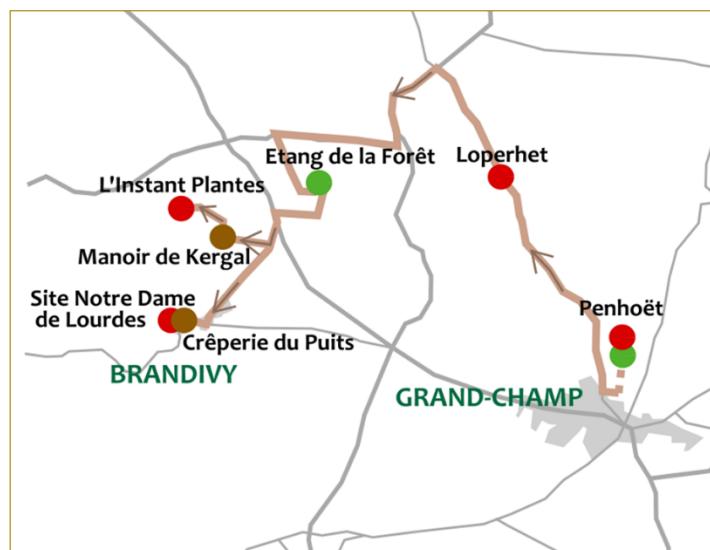 Etang de la Forêt
Loperhet
L'Instant Plantes
Manoir de Kergal
Site Notre Dame
de Lourdes
Crêperie du Puits
Penhoët
BRANDIVY
GRAND-CHAMP